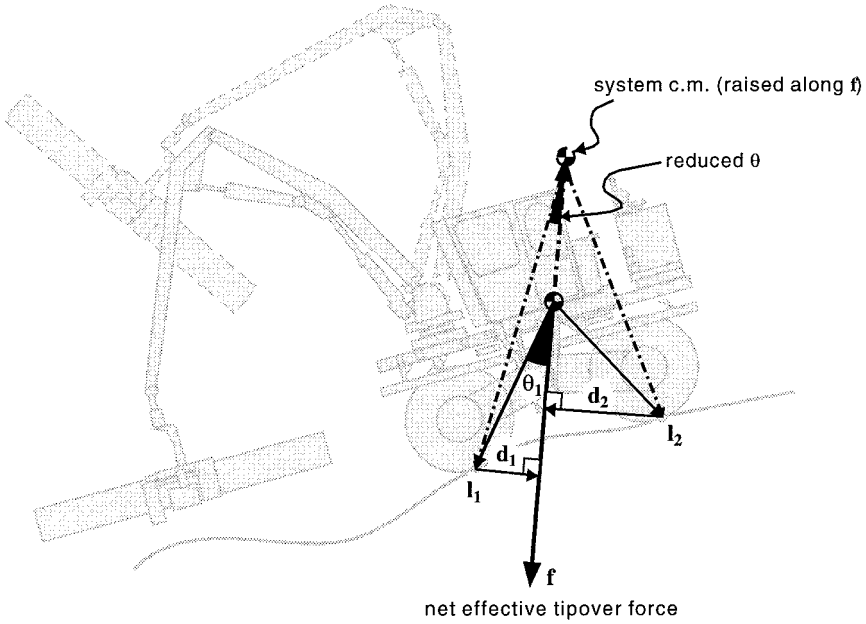 system c.m. (raised along f)
reduced θ
θ1
d2
d1
l2
l1
f
net effective tipover force